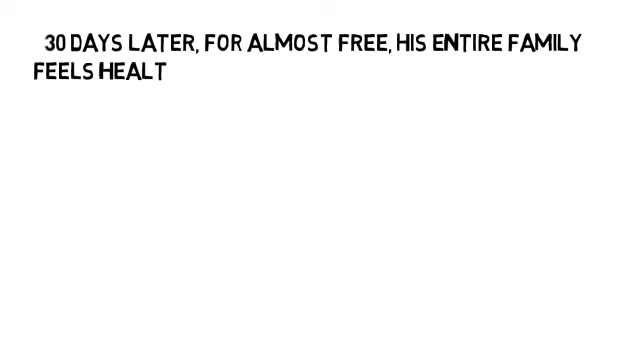 30 DAYS LATER, FOR ALMOST FREE, HIS ENTIRE FAMILY
FEELS HEALT